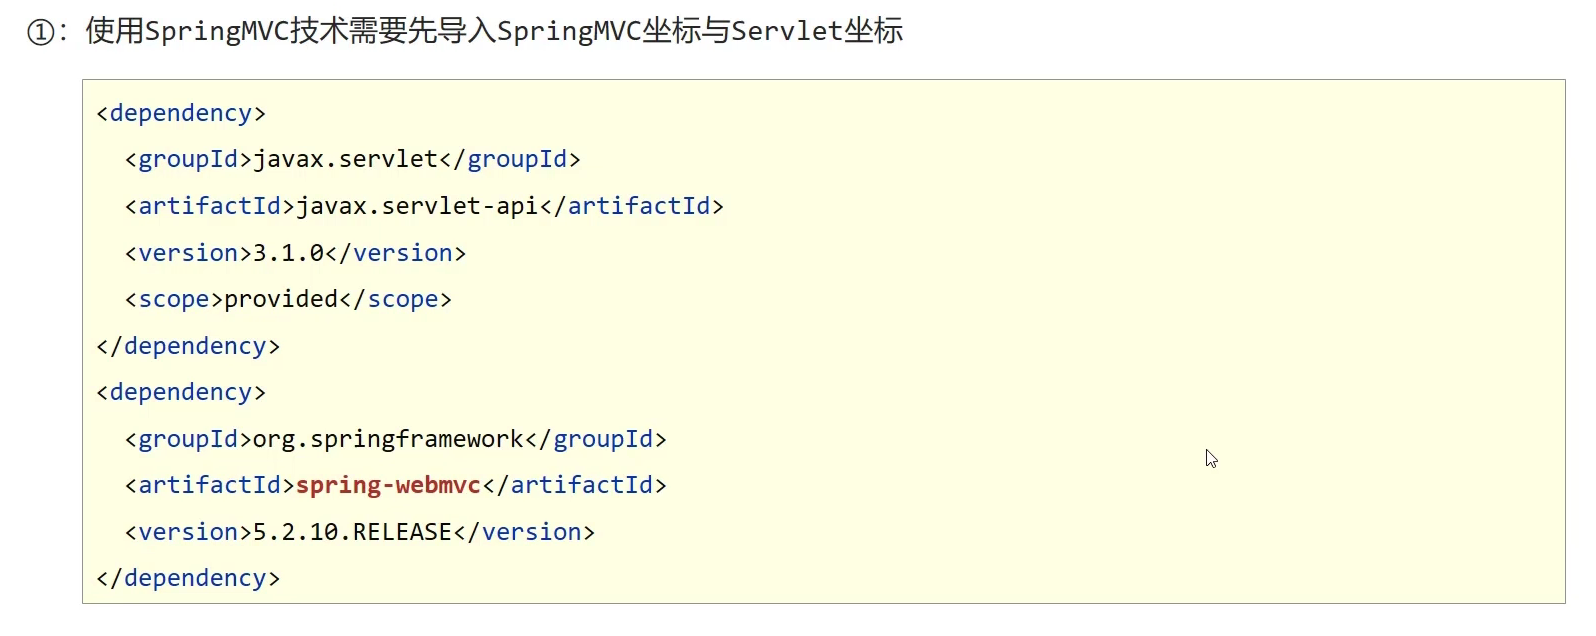 ①：使用SpringMVC技术需要先导入SpringMVC坐标与Servlet坐标
<dependency>
  <groupId>javax.servlet</groupId>
  <artifactId>javax.servlet-api</artifactId>
  <version>3.1.0</version>
  <scope>provided</scope>
</dependency>
<dependency>
  <groupId>org.springframework</groupId>
  <artifactId>spring-webmvc</artifactId>
  <version>5.2.10.RELEASE</version>
</dependency>